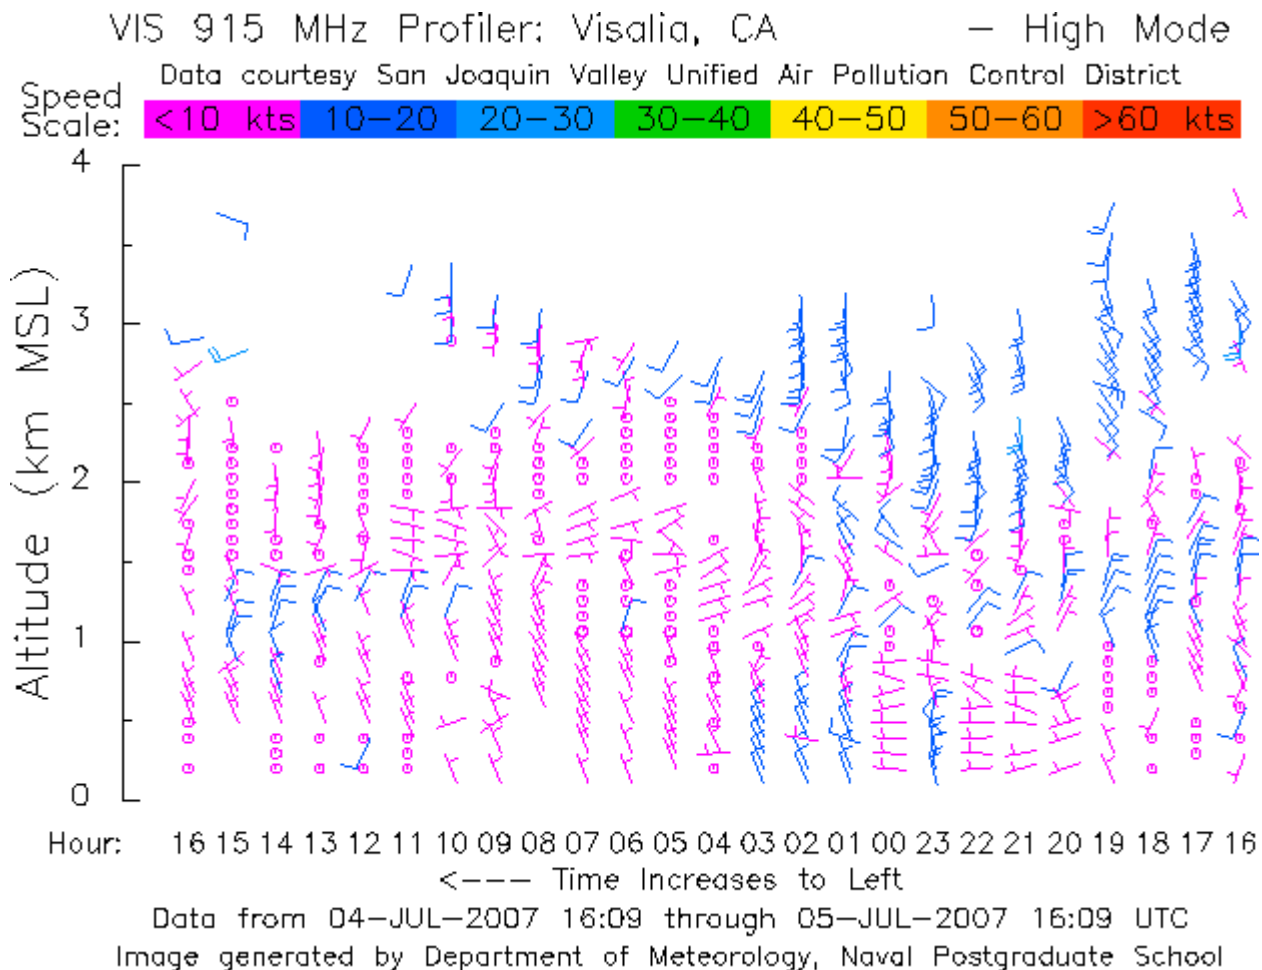 VIS 915 MHz Profiler: Visalia, CA — High Mode
Data courtesy San Joaquin Valley Unified Air Pollution Control District
Speed Scale: <10 kts 10-20 20-30 30-40 40-50 50-60 >60 kts
4
3
2
1
0
Altitude (km MSL)
Hour: 16 15 14 13 12 11 10 09 08 07 06 05 04 03 02 01 00 23 22 21 20 19 18 17 16
<--- Time Increases to Left
Data from 04-JUL-2007 16:09 through 05-JUL-2007 16:09 UTC
Image generated by Department of Meteorology, Naval Postgraduate School